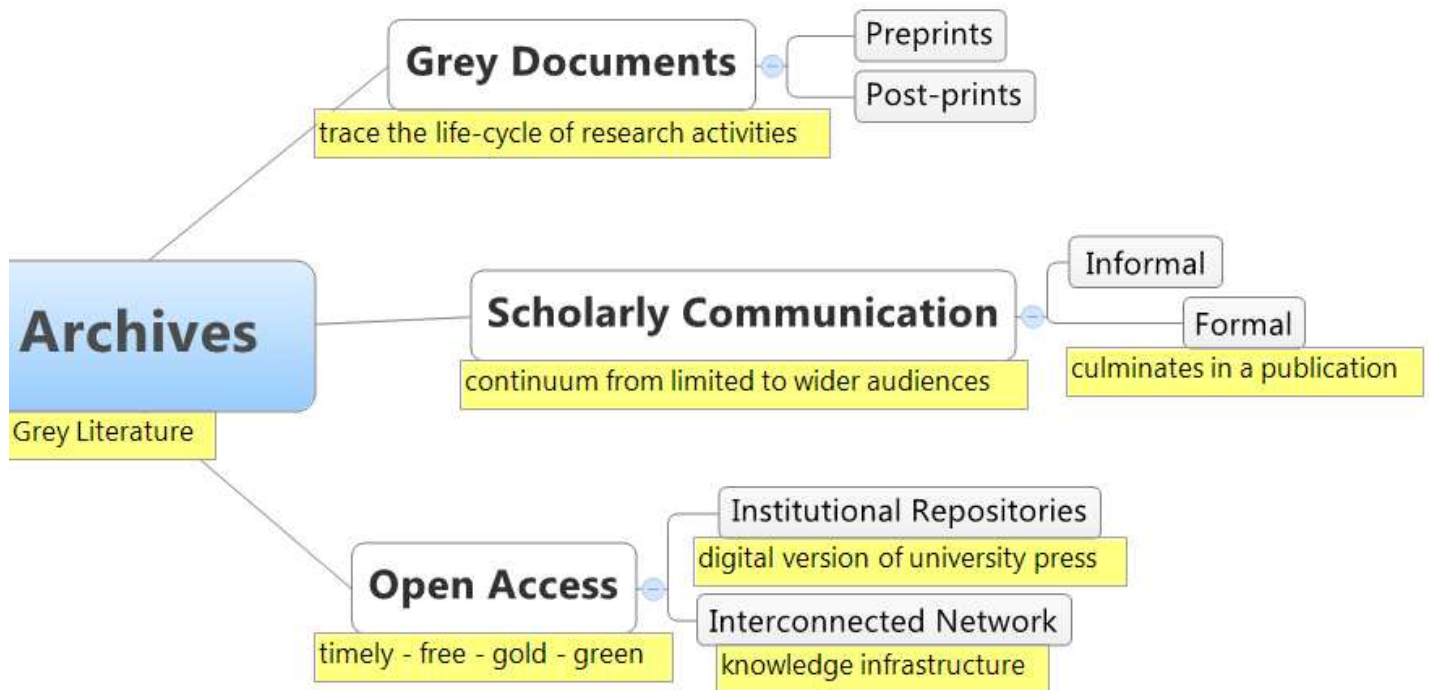 Grey Documents
trace the life-cycle of research activities
Preprints
Post-prints
Archives
Grey Literature
Scholarly Communication
continuum from limited to wider audiences
Informal
Formal
culminates in a publication
Open Access
timely - free - gold - green
Institutional Repositories
digital version of university press
Interconnected Network
knowledge infrastructure